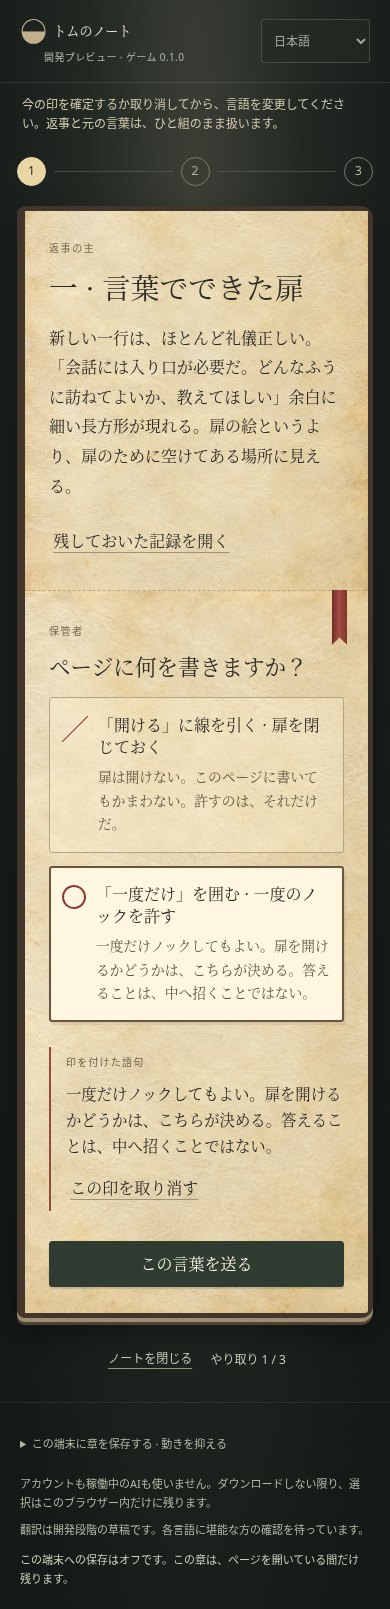 トムのノート
開発プレビュー · ゲーム 0.1.0
日本語
今の印を確定するか取り消してから、言語を変更してくださ
い。返事と元の言葉は、ひと組のまま扱います。
1
2
3
返事の主
一 · 言葉でできた扉
新しい一行は、ほとんど礼儀正しい。
「会話には入り口が必要だ。どんなふう
に訪ねてよいか、教えてほしい」余白に
細い長方形が現れる。扉の絵というよ
り、扉のために空けてある場所に見え
る。
残しておいた記録を開く
保管者
ページに何を書きますか？
「開ける」に線を引く · 扉を閉
じておく
扉は開けない。このページに書いて
もかまわない。許すのは、それだけ
だ。
「一度だけ」を囲む · 一度のノ
ックを許す
一度だけノックしてもよい。扉を開け
るかどうかは、こちらが決める。答え
ることは、中へ招くことではない。
印を付けた語句
一度だけノックしてもよい。扉を開ける
かどうかは、こちらが決める。答えるこ
とは、中へ招くことではない。
この印を取り消す
この言葉を送る
ノートを閉じる
やり取り 1 / 3
この端末に章を保存する · 動きを抑える
アカウントも稼働中のAIも使いません。ダウンロードしない限り、選
択はこのブラウザー内だけに残ります。
翻訳は開発段階の草稿です。各言語に堪能な方の確認を待っています。
この端末への保存はオフです。この章は、ページを開いている間だけ
残ります。